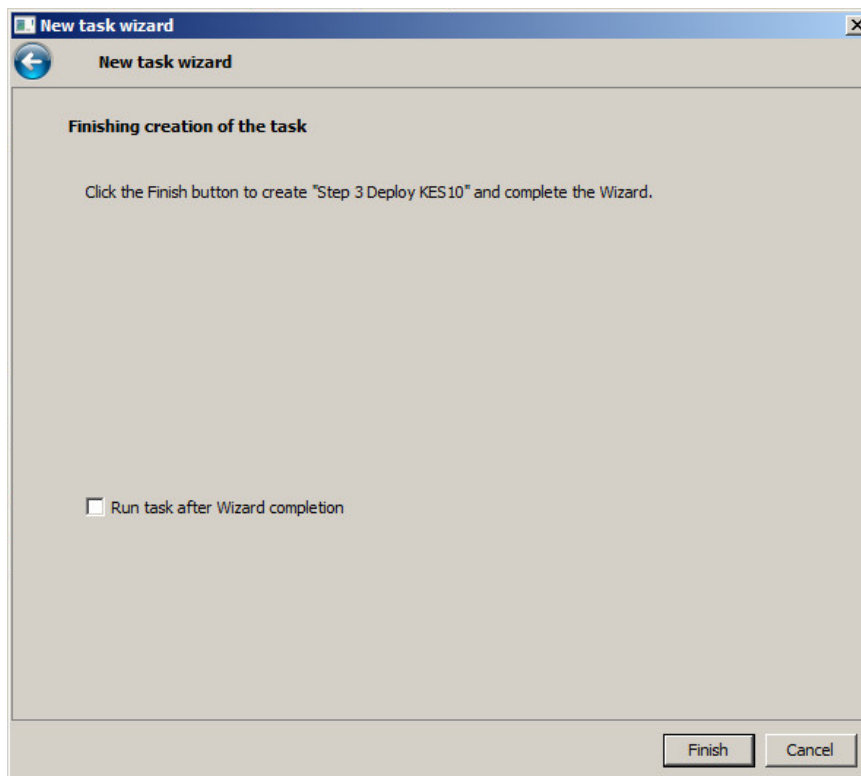 New task wizard
New task wizard
Finishing creation of the task
Click the Finish button to create "Step 3 Deploy KES10" and complete the Wizard.
Run task after Wizard completion
Finish Cancel